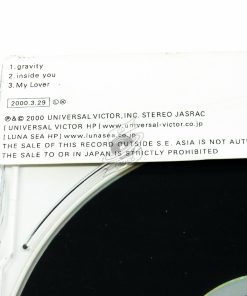 1.gravity
2.inside you
3.My Lover
2000.3.29
℗&© 2000 UNIVERSAL VICTOR, INC. STEREO JASRAC
[ UNIVERSAL VICTOR HP ] www.universal-victor.co.jp
[ LUNA SEA HP ] www.lunasea.co.jp
THE SALE OF THIS RECORD OUTSIDE S.E. ASIA IS NOT AUT
THE SALE TO OR IN JAPAN IS STRICTLY PROHIBITED